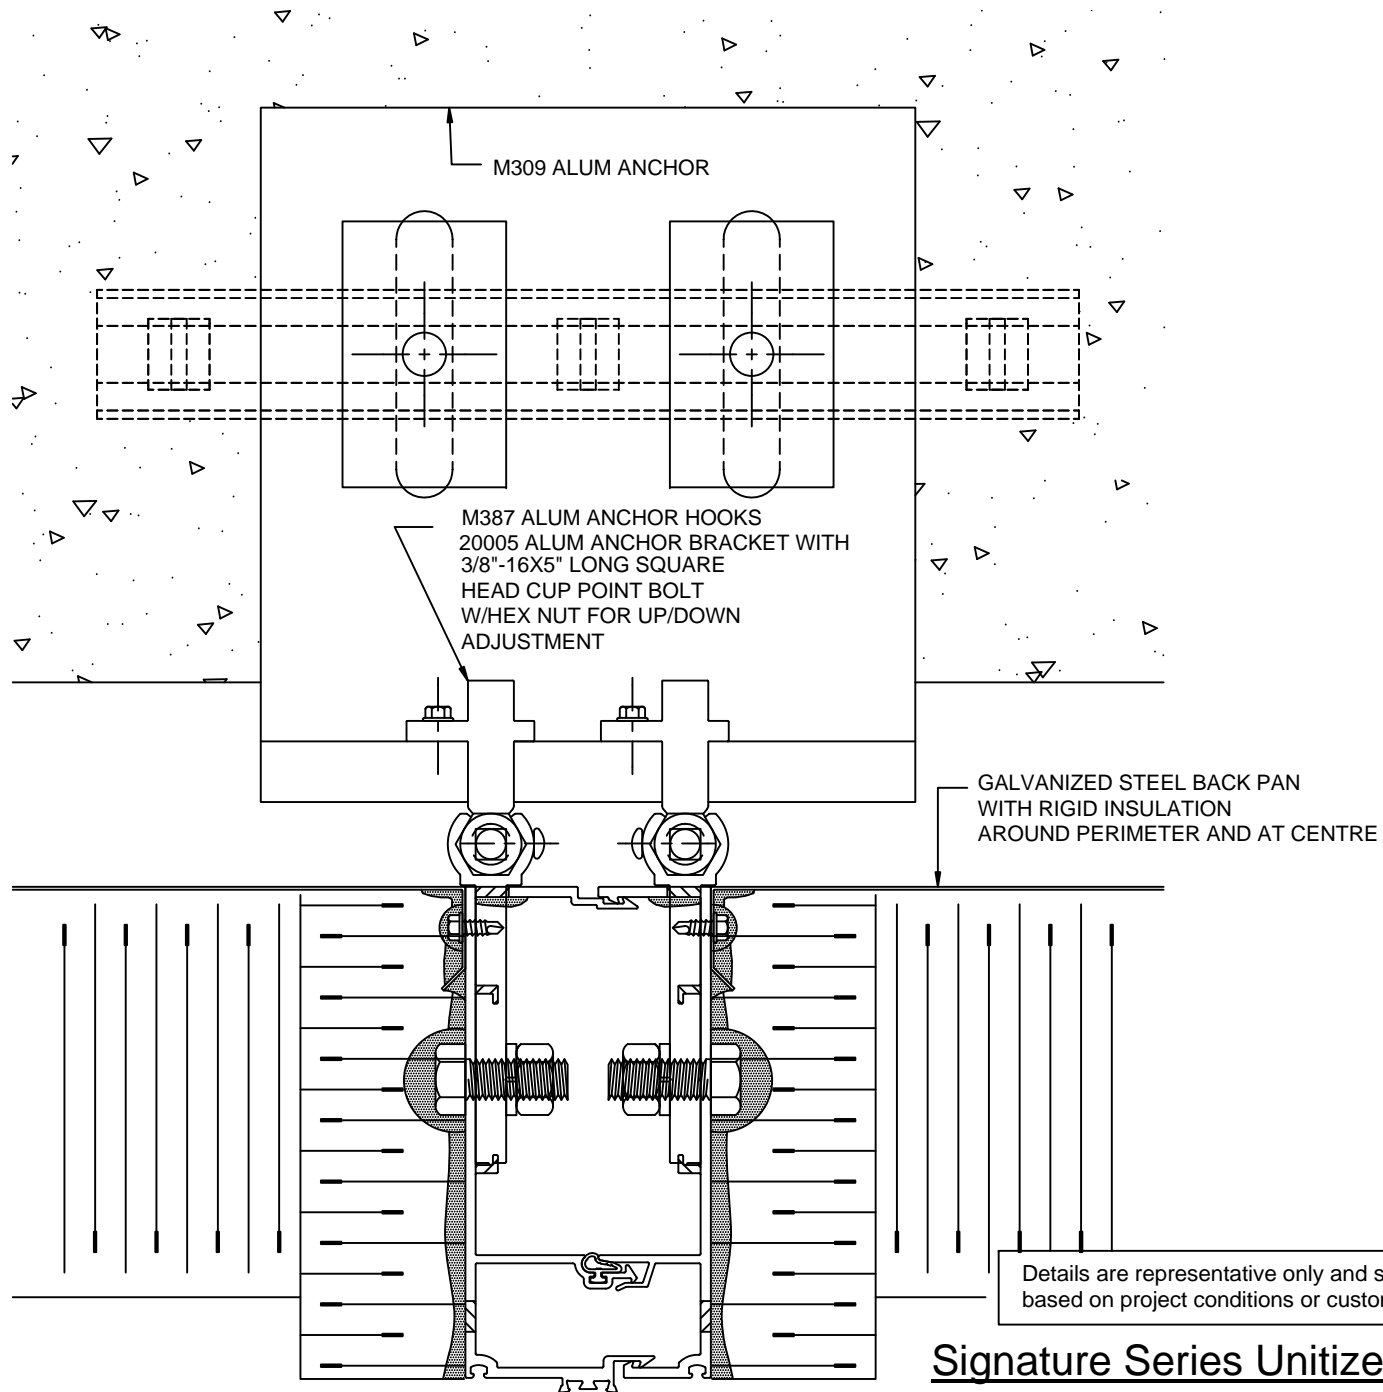 M309 ALUM ANCHOR
M387 ALUM ANCHOR HOOKS
20005 ALUM ANCHOR BRACKET WITH
3/8"-16X5" LONG SQUARE
HEAD CUP POINT BOLT
W/HEX NUT FOR UP/DOWN
ADJUSTMENT
GALVANIZED STEEL BACK PAN
WITH RIGID INSULATION
AROUND PERIMETER AND AT CENTRE
Details are representative only and
based on project conditions or
Signature Series